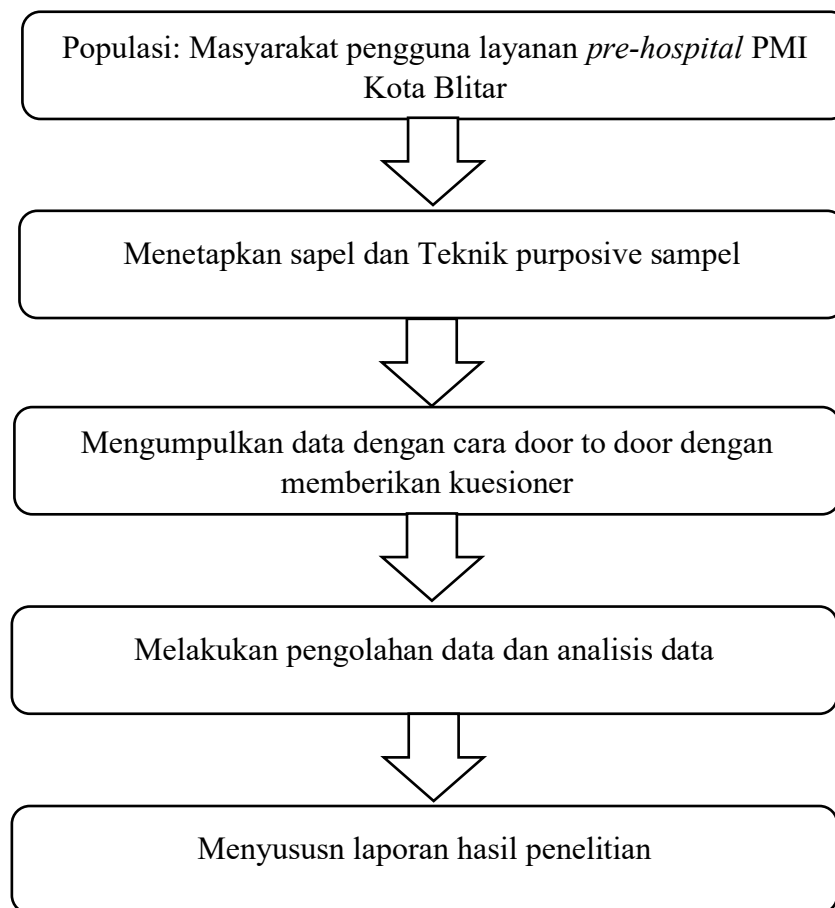 Populasi: Masyarakat pengguna layanan pre-hospital PMI
Kota Blitar
Menetapkan sapel dan Teknik purposive sampel
Mengumpulkan data dengan cara door to door dengan
memberikan kuesioner
Melakukan pengolahan data dan analisis data
Menyususn laporan hasil penelitian